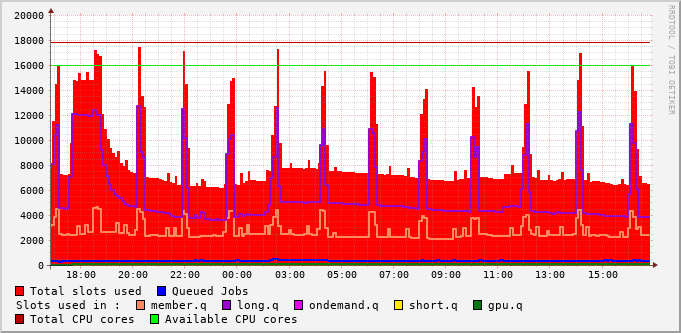 20000
18000
16000
14000
12000
10000
8000
6000
4000
2000
0
18:00 20:00 22:00 00:00 03:00 05:00 07:00 09:00 11:00 13:00 15:00
RRDTOOL / TOBI OETIKER
Total slots used Queued Jobs
Slots used in : member.q long.q ondemand.q short.q gpu.q
Total CPU cores Available CPU cores